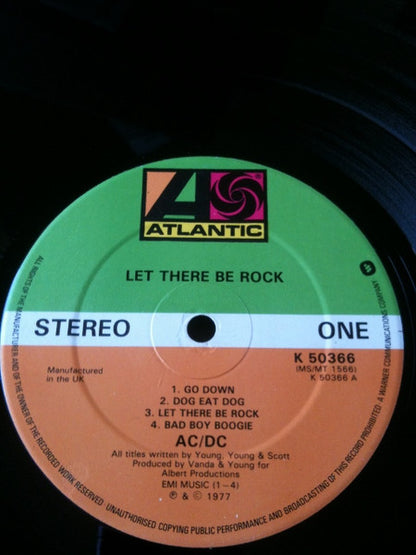 ATLANTIC
LET THERE BE ROCK
STEREO ONE
K 50366
(MS/MT 1566)
K 50366 A
Manufactured
in the UK
1. GO DOWN
2. DOG EAT DOG
3. LET THERE BE ROCK
4. BAD BOY BOOGIE
AC/DC
All titles written by Young, Young & Scott
Produced by Vanda & Young for
Albert Productions
EMI MUSIC (1–4)
℗ & © 1977
ALL RIGHTS OF THE MANUFACTURER AND OF THE OWNER OF THE RECORDED WORK RESERVED UNAUTHORISED COPYING PUBLIC PERFORMANCE AND BROADCASTING OF THIS RECORD PROHIBITED
A WARNER COMMUNICATIONS COMPANY